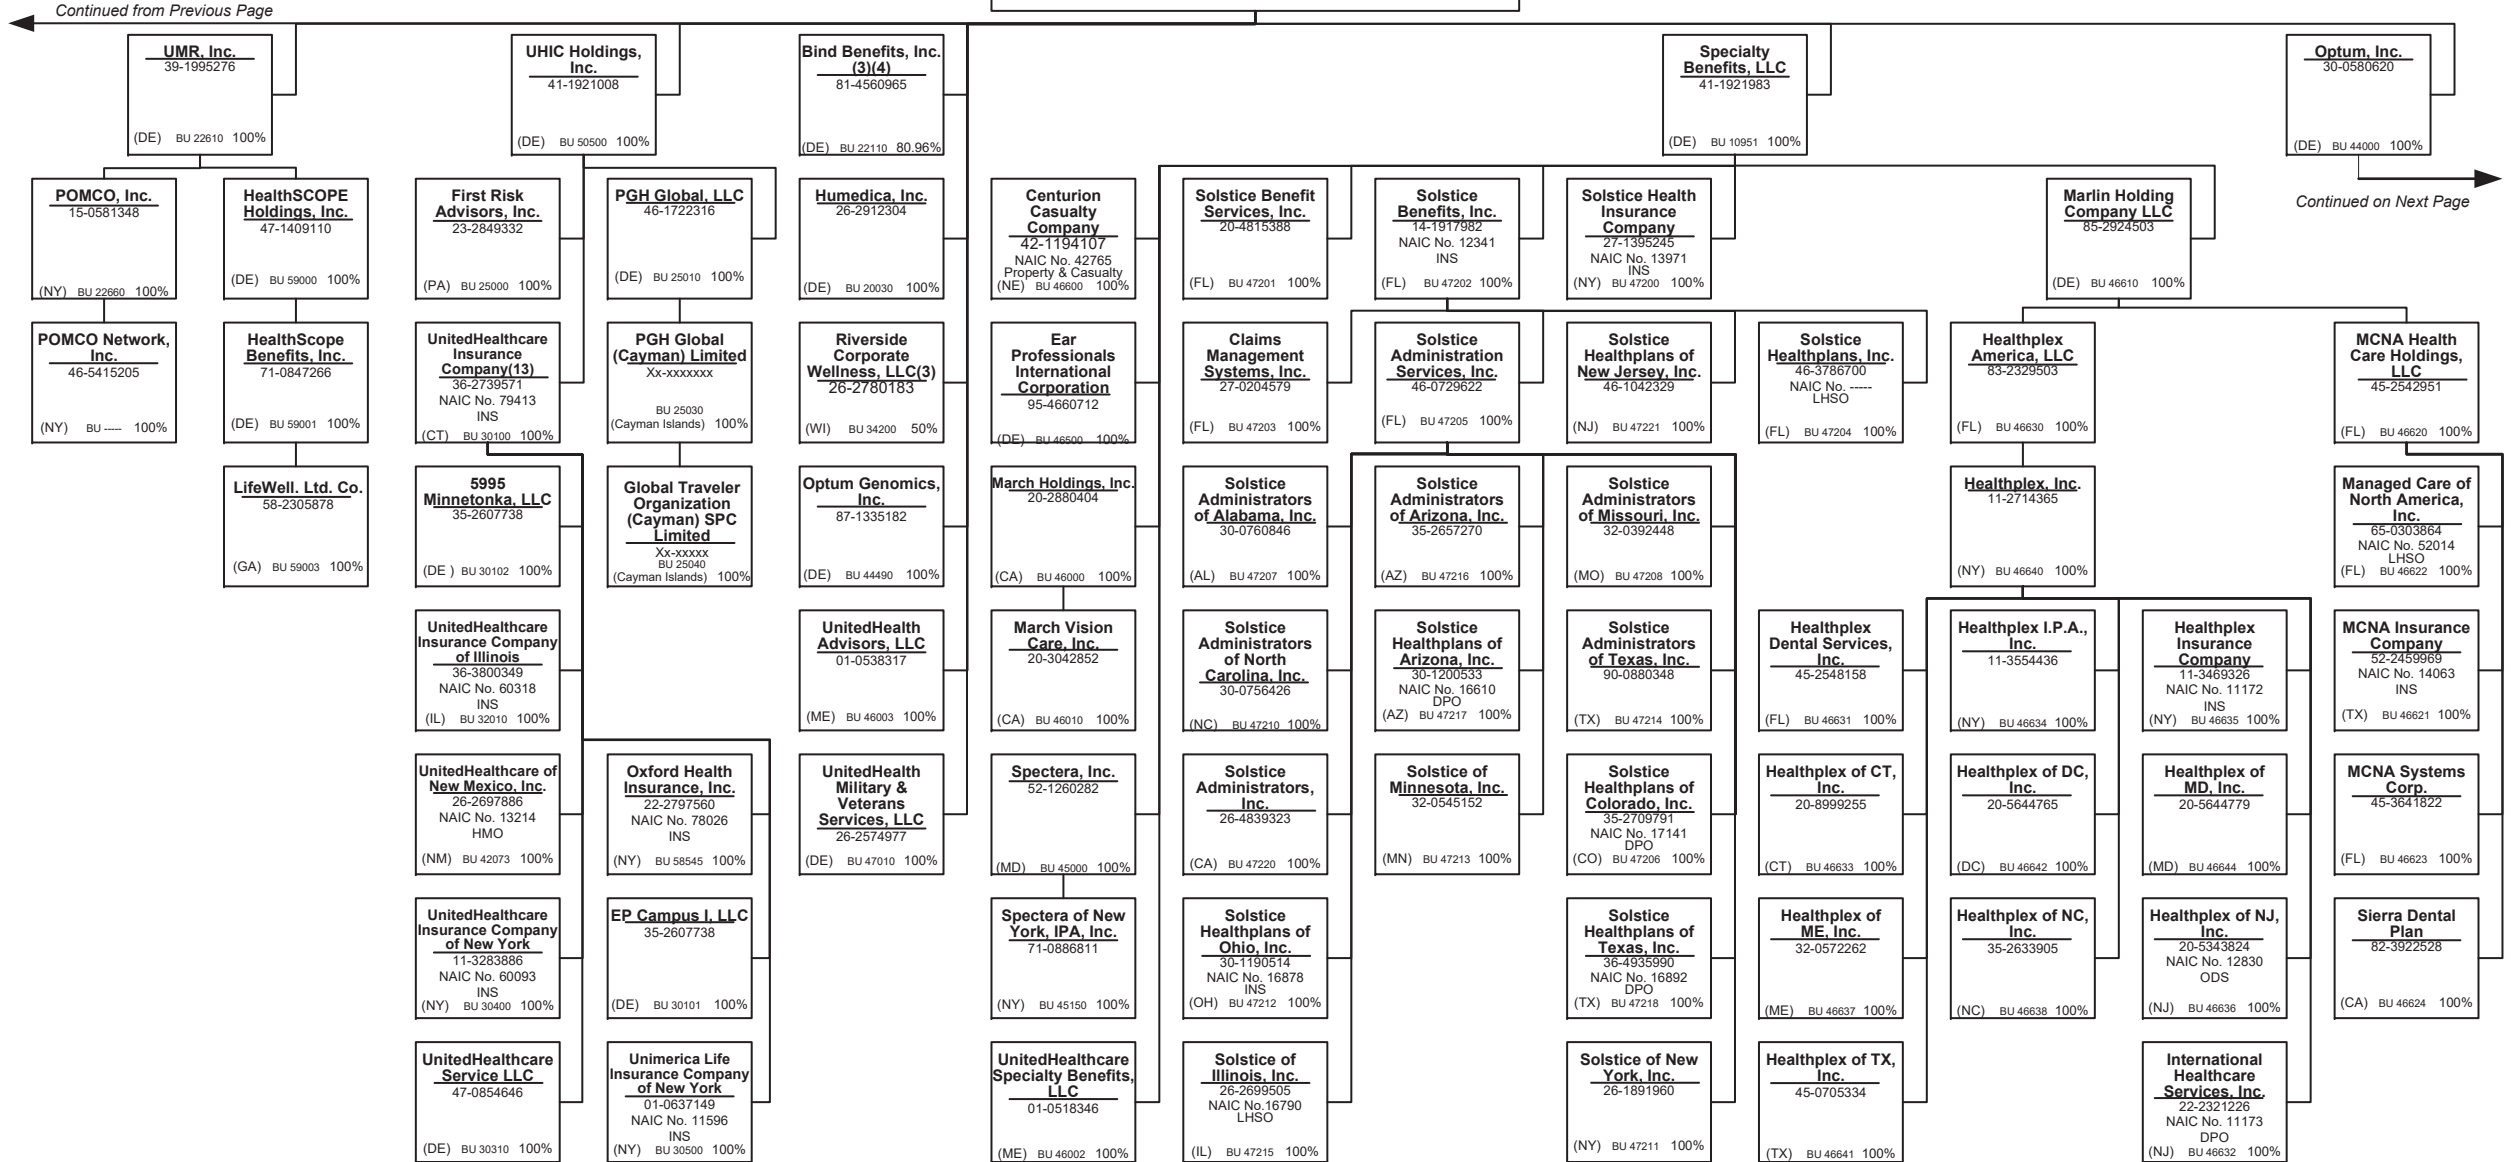 Continued from Previous Page
UMR, Inc.
39-1995276
(DE) BU 22610 100%
UHIC Holdings,
Inc.
41-1921008
(DE) BU 50500 100%
Bind Benefits, Inc.
(3)(4)
81-4560965
(DE) BU 22110 80.96%
Specialty
Benefits, LLC
41-1921983
(DE) BU 10951 100%
Optum, Inc.
30-0580620
(DE) BU 44000 100%
Continued on Next Page
POMCO, Inc.
15-0581348
(NY) BU 22660 100%
HealthSCOPE
Holdings, Inc.
47-1409110
(DE) BU 59000 100%
First Risk
Advisors, Inc.
23-2849332
(PA) BU 25000 100%
PGH Global, LLC
46-1722316
(DE) BU 25010 100%
Humedica, Inc.
26-2912304
(DE) BU 20030 100%
Centurion
Casualty
Company
42-1194107
NAIC No. 42765
Property & Casualty
(NE) BU 46600 100%
Solstice Benefit
Services, Inc.
20-4815388
(FL) BU 47201 100%
Solstice
Benefits, Inc.
14-1917982
NAIC No. 12341
INS
(FL) BU 47202 100%
Solstice Health
Insurance
Company
27-1395245
NAIC No. 13971
INS
(NY) BU 47200 100%
Marlin Holding
Company LLC
85-2924503
(DE) BU 46610 100%
POMCO Network,
Inc.
46-5415205
(NY) BU ----- 100%
HealthScope
Benefits, Inc.
71-0847266
(DE) BU 59001 100%
UnitedHealthcare
Insurance
Company(13)
36-2739571
NAIC No. 79413
INS
(CT) BU 30100 100%
PGH Global
(Cayman) Limited
Xx-xxxxxxx
BU 25030
(Cayman Islands) 100%
Riverside
Corporate
Wellness, LLC(3)
26-2780183
(WI) BU 34200 50%
Ear
Professionals
International
Corporation
95-4660712
(DE) BU 46500 100%
Claims
Management
Systems, Inc.
27-0204579
(FL) BU 47203 100%
Solstice
Administration
Services, Inc.
46-0729622
(FL) BU 47205 100%
Solstice
Healthplans of
New Jersey, Inc.
46-1042329
(NJ) BU 47221 100%
Solstice
Healthplans, Inc.
46-3786700
NAIC No. -----
LHSO
(FL) BU 47204 100%
Healthplex
America, LLC
83-2329503
(FL) BU 46630 100%
MCNA Health
Care Holdings,
LLC
45-2542951
(FL) BU 46620 100%
LifeWell. Ltd. Co.
58-2305878
(GA) BU 59003 100%
5995
Minnetonka, LLC
35-2607738
(DE ) BU 30102 100%
Global Traveler
Organization
(Cayman) SPC
Limited
Xx-xxxxx
BU 25040
(Cayman Islands) 100%
Optum Genomics,
Inc.
87-1335182
(DE) BU 44490 100%
March Holdings, Inc.
20-2880404
(CA) BU 46000 100%
Solstice
Administrators
of Alabama, Inc.
30-0760846
(AL) BU 47207 100%
Solstice
Administrators
of Arizona, Inc.
35-2657270
(AZ) BU 47216 100%
Solstice
Administrators
of Missouri, Inc.
32-0392448
(MO) BU 47208 100%
Healthplex, Inc.
11-2714365
(NY) BU 46640 100%
Managed Care of
North America,
Inc.
65-0303864
NAIC No. 52014
LHSO
(FL) BU 46622 100%
UnitedHealthcare
Insurance Company
of Illinois
36-3800349
NAIC No. 60318
INS
(IL) BU 32010 100%
UnitedHealth
Advisors, LLC
01-0538317
(ME) BU 46003 100%
March Vision
Care, Inc.
20-3042852
(CA) BU 46010 100%
Solstice
Administrators
of North
Carolina, Inc.
30-0756426
(NC) BU 47210 100%
Solstice
Healthplans of
Arizona, Inc.
30-1200533
NAIC No. 16610
DPO
(AZ) BU 47217 100%
Solstice
Administrators
of Texas, Inc.
90-0880348
(TX) BU 47214 100%
Healthplex
Dental Services,
Inc.
45-2548158
(FL) BU 46631 100%
Healthplex I.P.A.,
Inc.
11-3554436
(NY) BU 46634 100%
Healthplex
Insurance
Company
11-3469326
NAIC No. 11172
INS
(NY) BU 46635 100%
MCNA Insurance
Company
52-2459969
NAIC No. 14063
INS
(TX) BU 46621 100%
UnitedHealthcare of
New Mexico, Inc.
26-2697886
NAIC No. 13214
HMO
(NM) BU 42073 100%
Oxford Health
Insurance, Inc.
22-2797560
NAIC No. 78026
INS
(NY) BU 58545 100%
UnitedHealth
Military &
Veterans
Services, LLC
26-2574977
(DE) BU 47010 100%
Spectera, Inc.
52-1260282
(MD) BU 45000 100%
Solstice
Administrators,
Inc.
26-4839323
(CA) BU 47220 100%
Solstice of
Minnesota, Inc.
32-0545152
(MN) BU 47213 100%
Solstice
Healthplans of
Colorado, Inc.
35-2709791
NAIC No. 17141
DPO
(CO) BU 47206 100%
Healthplex of CT,
Inc.
20-8999255
(CT) BU 46633 100%
Healthplex of DC,
Inc.
20-5644765
(DC) BU 46642 100%
Healthplex of
MD, Inc.
20-5644779
(MD) BU 46644 100%
MCNA Systems
Corp.
45-3641822
(FL) BU 46623 100%
UnitedHealthcare
Insurance Company
of New York
11-3283886
NAIC No. 60093
INS
(NY) BU 30400 100%
EP Campus I, LLC
35-2607738
(DE) BU 30101 100%
Spectera of New
York, IPA, Inc.
71-0886811
(NY) BU 45150 100%
Solstice
Healthplans of
Ohio, Inc.
30-1190514
NAIC No. 16878
INS
(OH) BU 47212 100%
Solstice
Healthplans of
Texas, Inc.
36-4935990
NAIC No. 16892
DPO
(TX) BU 47218 100%
Healthplex of
ME, Inc.
32-0572262
(ME) BU 46637 100%
Healthplex of NC,
Inc.
35-2633905
(NC) BU 46638 100%
Healthplex of NJ,
Inc.
20-5343824
NAIC No. 12830
ODS
(NJ) BU 46636 100%
Sierra Dental
Plan
82-3922528
(CA) BU 46624 100%
UnitedHealthcare
Service LLC
47-0854646
(DE) BU 30310 100%
Unimerica Life
Insurance Company
of New York
01-0637149
NAIC No. 11596
INS
(NY) BU 30500 100%
UnitedHealthcare
Specialty Benefits,
LLC
01-0518346
(ME) BU 46002 100%
Solstice of
Illinois, Inc.
26-2699505
NAIC No.16790
LHSO
(IL) BU 47215 100%
Solstice of New
York, Inc.
26-1891960
(NY) BU 47211 100%
Healthplex of TX,
Inc.
45-0705334
(TX) BU 46641 100%
International
Healthcare
Services, Inc.
22-2321226
NAIC No. 11173
DPO
(NJ) BU 46632 100%